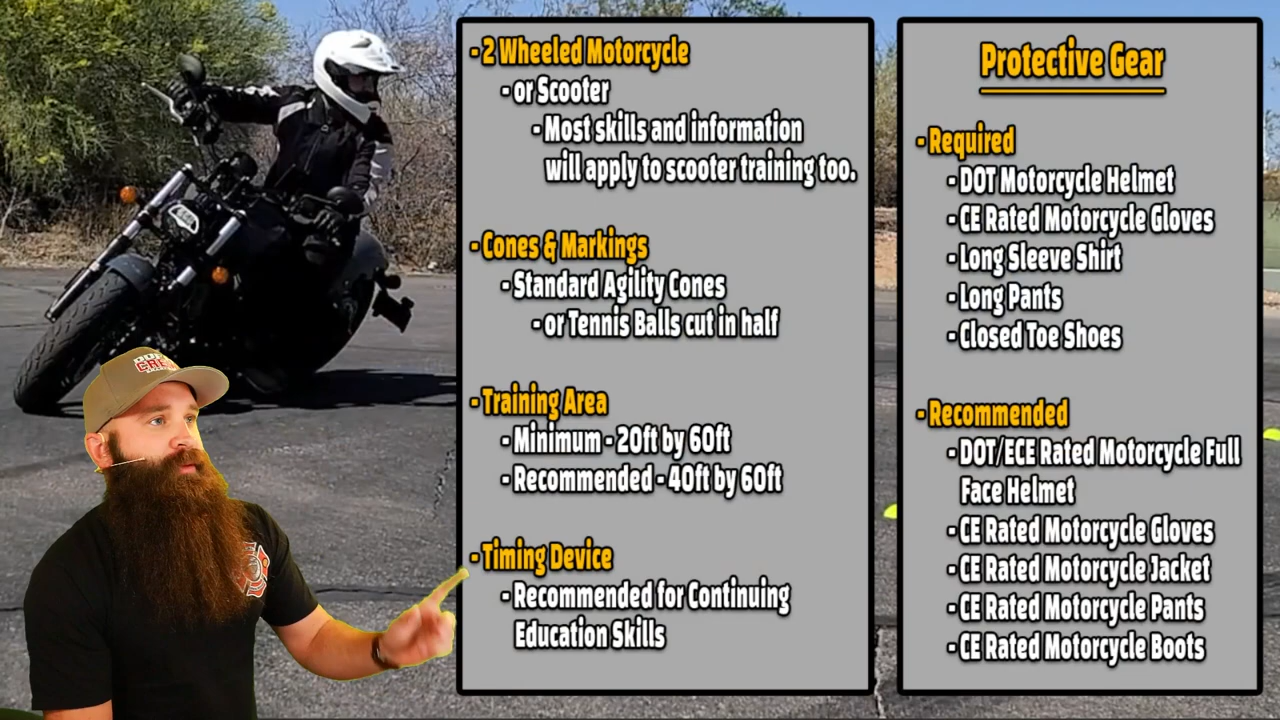 - 2 Wheeled Motorcycle
- or Scooter
- Most skills and information
will apply to scooter training too.
- Cones & Markings
- Standard Agility Cones
- or Tennis Balls cut in half
- Training Area
- Minimum - 20ft by 60ft
- Recommended - 40ft by 60ft
- Timing Device
- Recommended for Continuing
Education Skills
Protective Gear
- Required
- DOT Motorcycle Helmet
- CE Rated Motorcycle Gloves
- Long Sleeve Shirt
- Long Pants
- Closed Toe Shoes
- Recommended
- DOT/ECE Rated Motorcycle Full
Face Helmet
- CE Rated Motorcycle Gloves
- CE Rated Motorcycle Jacket
- CE Rated Motorcycle Pants
- CE Rated Motorcycle Boots